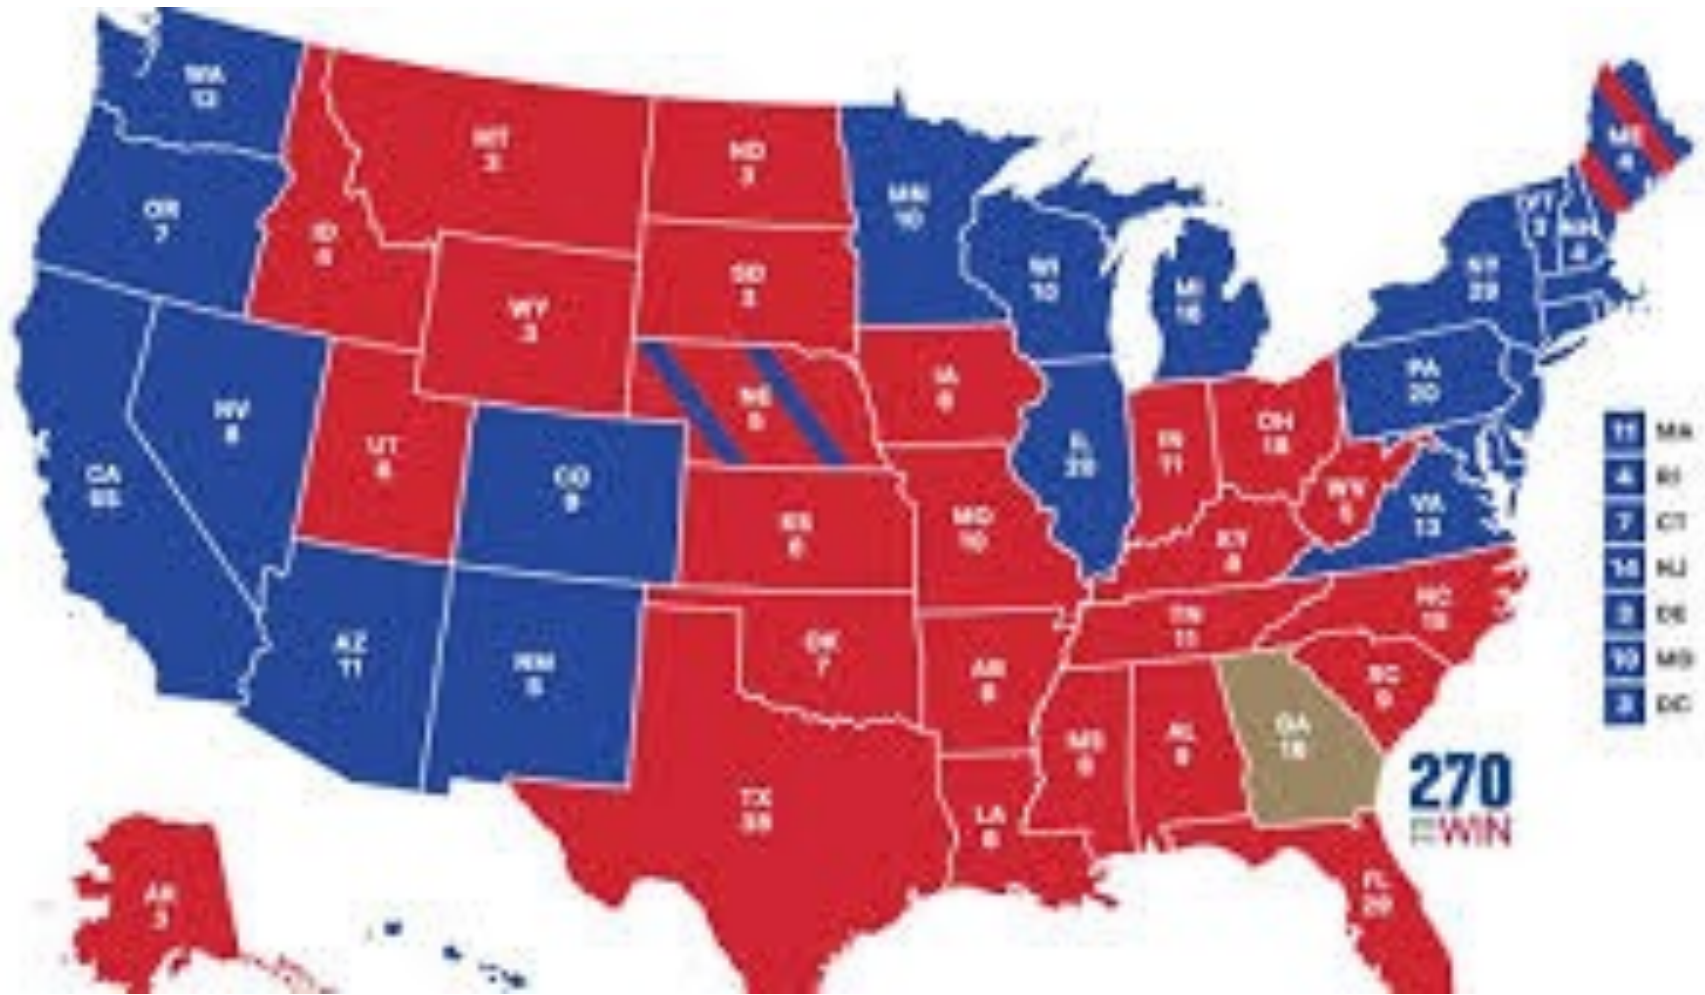 WA
12
OR
7
CA
55
NV
ID
4
MT
3
WY
3
UT
6
CO
9
AZ
11
NM
5
ND
3
SD
3
NE
5
KS
6
OK
7
TX
38
MN
10
IA
6
MO
10
AR
6
LA
8
WI
10
IL
20
MI
16
IN
11
OH
18
KY
8
TN
11
MS
6
AL
9
GA
16
FL
29
SC
9
NC
15
VA
13
WV
5
PA
20
NY
29
VT
3
NH
4
ME
4
AK
3
11 MA
4 RI
7 CT
14 NJ
3 DE
10 MD
3 DC
270
WIN